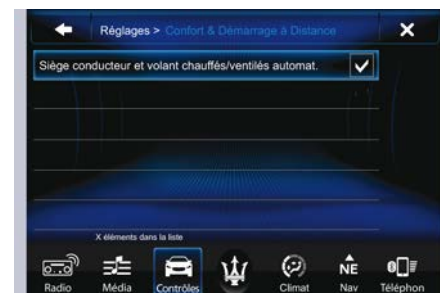 Réglages > Confort & Démarrage à Distance
Siège conducteur et volant chauffés/ventilés automat.
X éléments dans la liste
NE
Radio Média Contrôles Climat Nav Téléphon